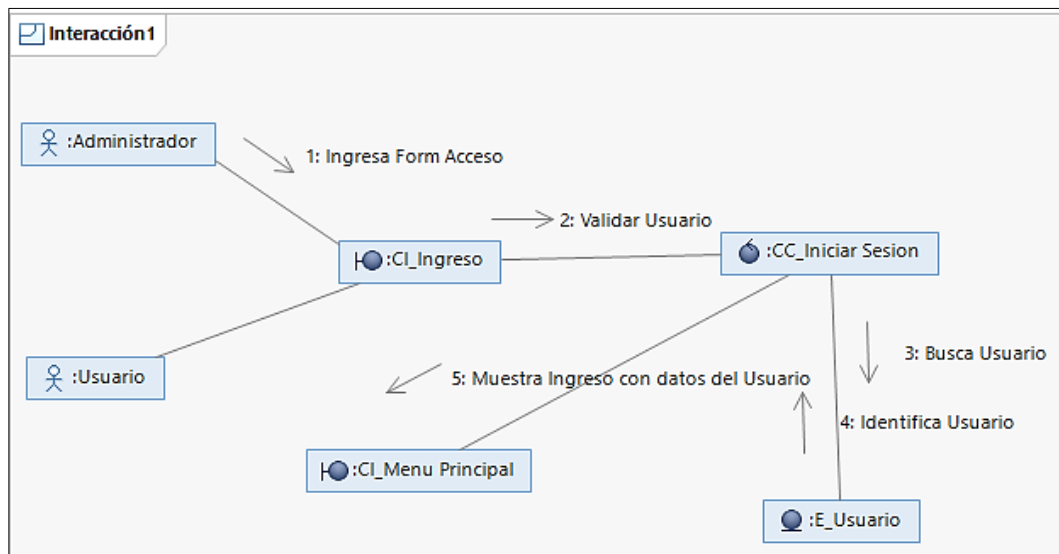 Interacción1
:Administrador
1: Ingresa Form Acceso
2: Validar Usuario
:CI_Ingreso
:CC_Iniciar Sesion
3: Busca Usuario
:Usuario
5: Muestra Ingreso con datos del Usuario
4: Identifica Usuario
:CI_Menu Principal
:E_Usuario